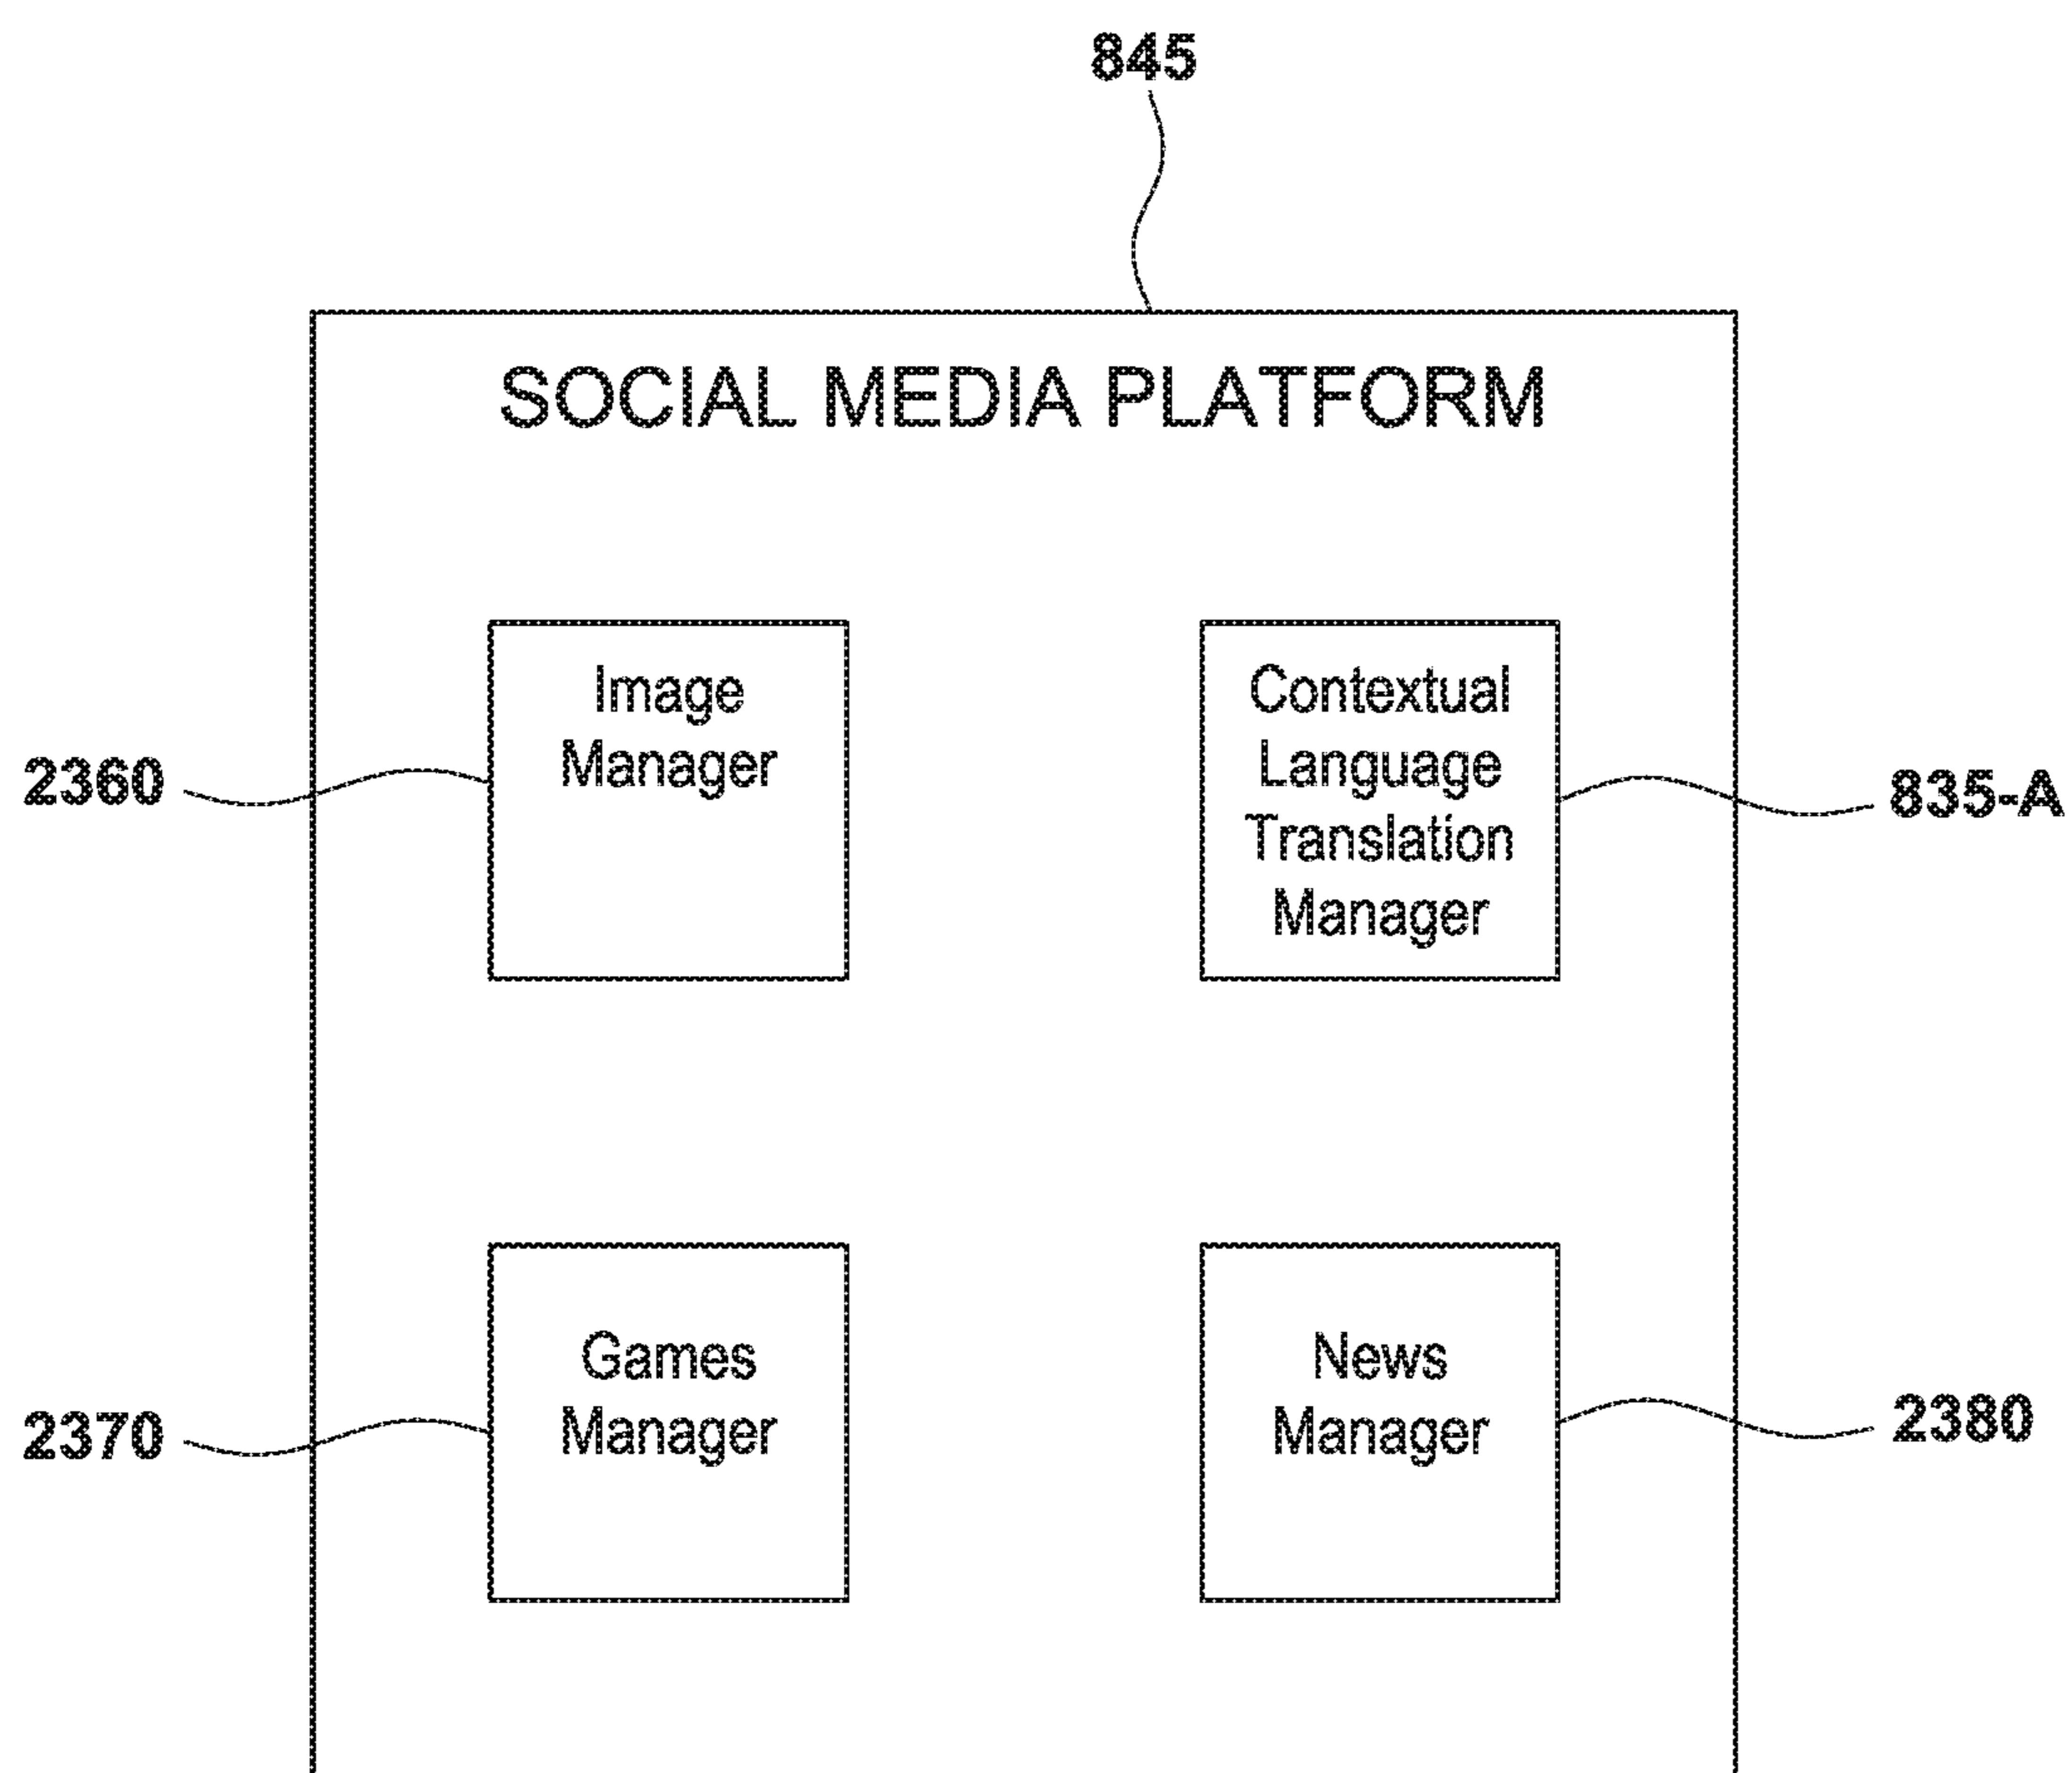 845
SOCIAL MEDIA PLATFORM
Image
Manager
2360
Contextual
Language
Translation
Manager
835-A
Games
Manager
2370
News
Manager
2380